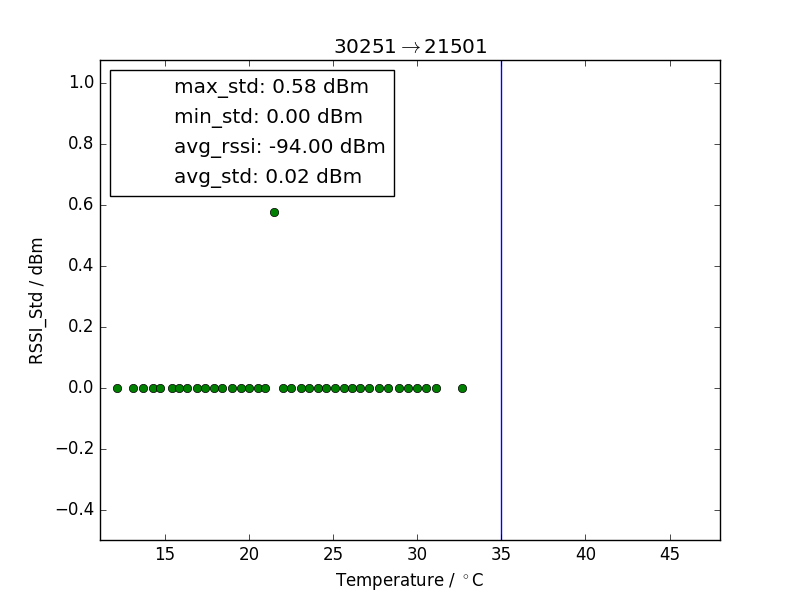 30251→21501
max_std: 0.58 dBm
min_std: 0.00 dBm
avg_rssi: -94.00 dBm
avg_std: 0.02 dBm
RSSI_Std / dBm
1.0
0.8
0.6
0.4
0.2
0.0
−0.2
−0.4
15 20 25 30 35 40 45
Temperature / °C